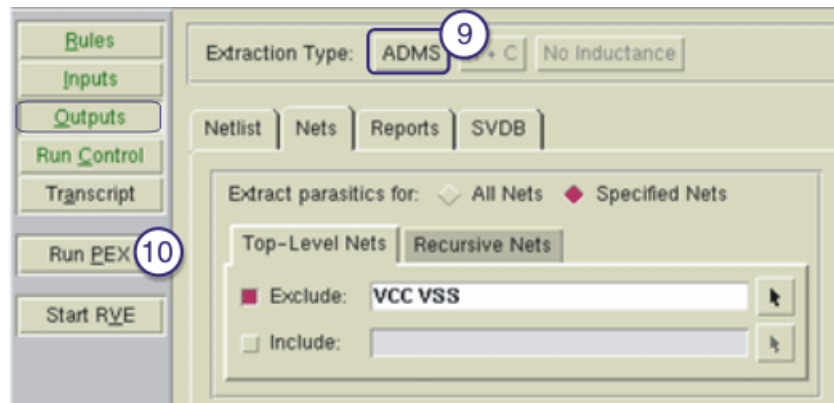 Rules
Inputs
Outputs
Run Control
Transcript
Run PEX 10
Start RVE
Extraction Type: ADMS 9 + C No Inductance
Netlist Nets Reports SVDB
Extract parasitics for: All Nets Specified Nets
Top-Level Nets Recursive Nets
Exclude: VCC VSS
Include: